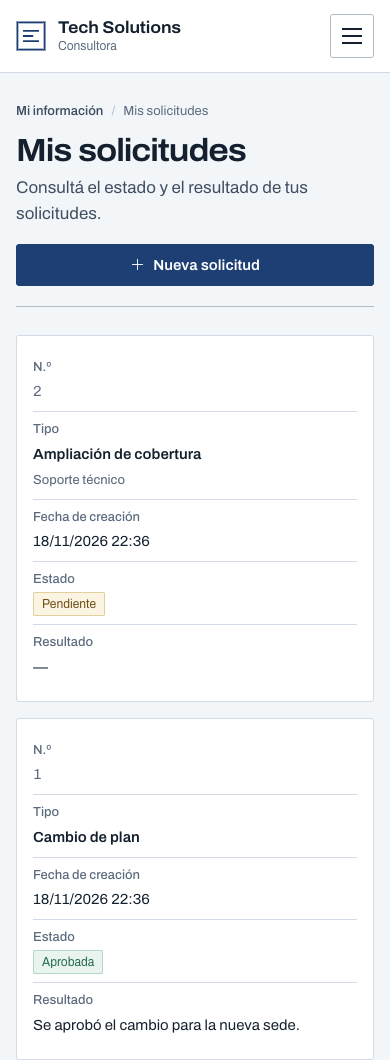 Tech Solutions
Consultora
Mi información / Mis solicitudes
Mis solicitudes
Consultá el estado y el resultado de tus
solicitudes.
+ Nueva solicitud
N.º
2
Tipo
Ampliación de cobertura
Soporte técnico
Fecha de creación
18/11/2026 22:36
Estado
Pendiente
Resultado
—
N.º
1
Tipo
Cambio de plan
Fecha de creación
18/11/2026 22:36
Estado
Aprobada
Resultado
Se aprobó el cambio para la nueva sede.